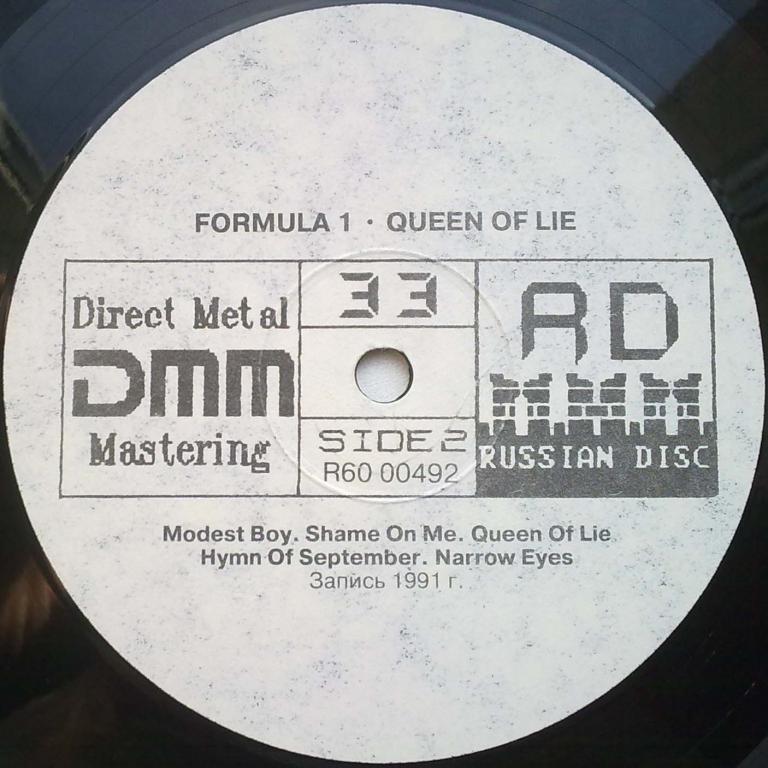 FORMULA 1 · QUEEN OF LIE
Direct Metal
DMM
Mastering
33
SIDE 2
R60 00492
RD
RUSSIAN DISC
Modest Boy. Shame On Me. Queen Of Lie
Hymn Of September. Narrow Eyes
Запись 1991 г.